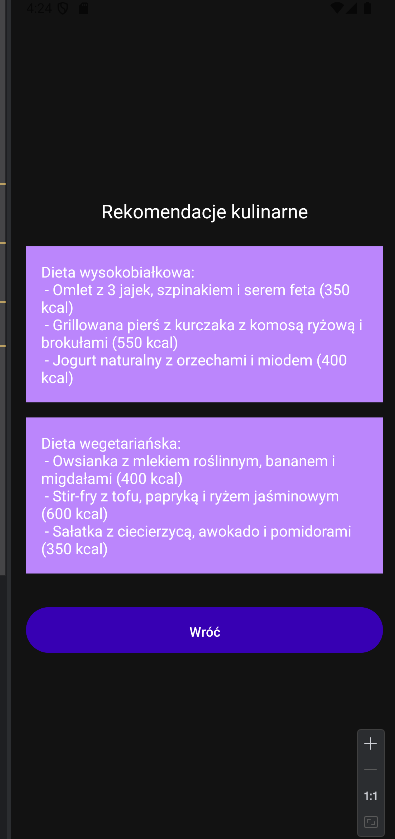 4:24
Rekomendacje kulinarne
Dieta wysokobiałkowa:
- Omlet z 3 jajek, szpinakiem i serem feta (350
kcal)
- Grillowana pierś z kurczaka z komosą ryżową i
brokułami (550 kcal)
- Jogurt naturalny z orzechami i miodem (400
kcal)
Dieta wegetariańska:
- Owsianka z mlekiem roślinnym, bananem i
migdałami (400 kcal)
- Stir-fry z tofu, papryką i ryżem jaśminowym
(600 kcal)
- Sałatka z ciecierzycą, awokado i pomidorami
(350 kcal)
Wróć
1:1